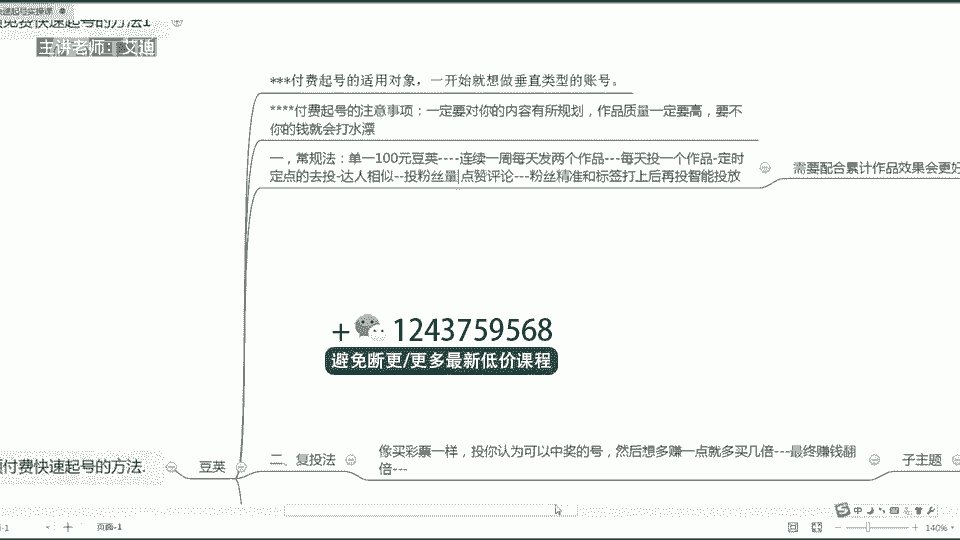 免费快速起号的方法1
主讲老师：艾迪
***付费起号的适用对象，一开始就想做垂直类型的账号。
****付费起号的注意事项：一定要对你的内容有所规划，作品质量一定要高，要不
你的钱就会打水漂
一，常规法：单一100元豆荚----连续一周每天发两个作品---每天投一个作品-定时
定点的去投-达人相似--投粉丝量|点赞评论---粉丝精准和标签打上后再投智能投放
需要配合累计作品效果会更好
+ 1243759568
避免断更/更多最新低价课程
付费快速起号的方法.
豆荚
二、复投法
像买彩票一样，投你认为可以中奖的号，然后想多赚一点就多买几倍---最终赚钱翻
倍---
子主题
页面-1
中
140%